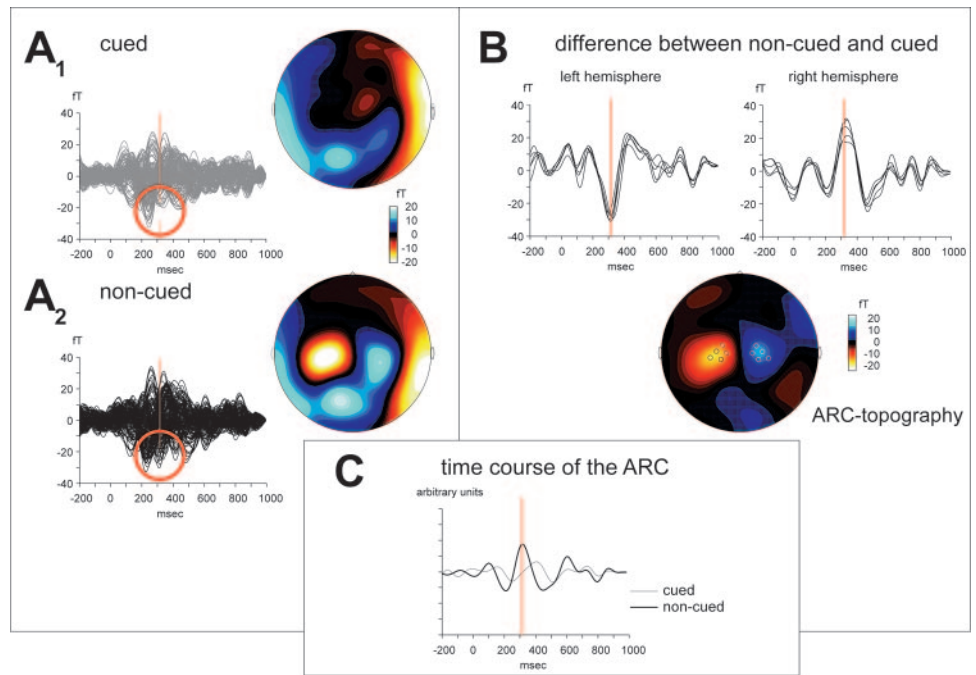 A1 cued
fT
40
20
0
-20
-40
-200 0 200 400 600 800 1000
msec
fT
20
10
0
-10
-20
A2 non-cued
fT
40
20
0
-20
-40
-200 0 200 400 600 800 1000
msec
B difference between non-cued and cued
left hemisphere
fT
40
20
0
-20
-40
-200 0 200 400 600 800 1000
msec
right hemisphere
fT
40
20
0
-20
-40
-200 0 200 400 600 800 1000
msec
fT
20
10
0
-10
-20
ARC-topography
C time course of the ARC
arbitrary units
cued
non-cued
-200 0 200 400 600 800 1000
msec